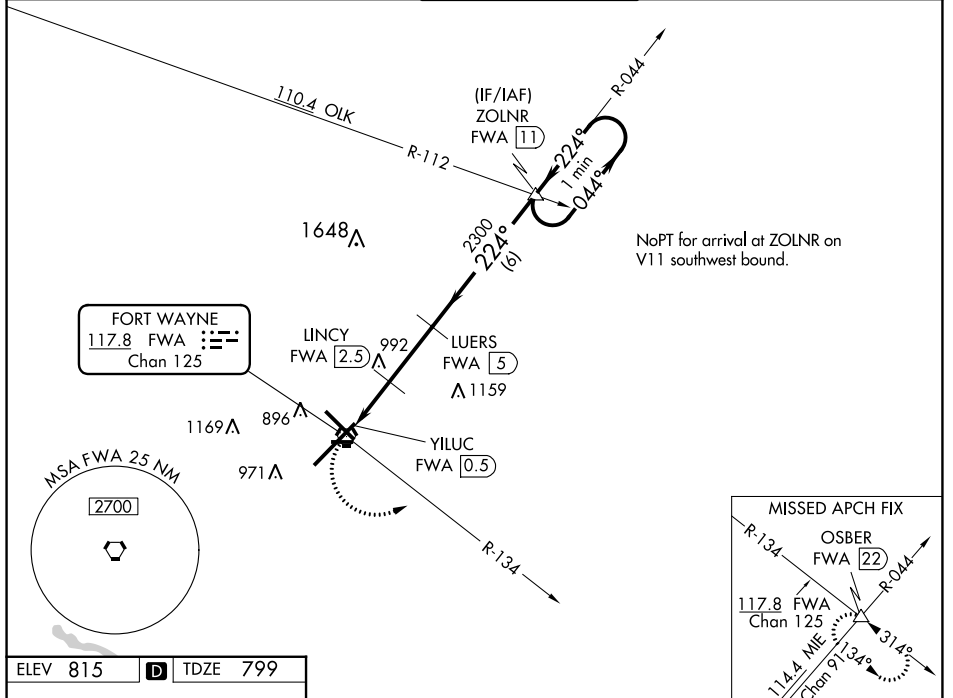 R-044
(IF/IAF)
ZOLNR
FWA 11
110.4 OLK
R-112
224°
1 min
044°
1648
2300
224°
(6)
NoPT for arrival at ZOLNR on
V11 southwest bound.
FORT WAYNE
117.8 FWA
Chan 125
LINCY
FWA 2.5
992
LUERS
FWA 5
1159
896
1169
971
YILUC
FWA 0.5
MSA FWA 25 NM
2700
R-134
MISSED APCH FIX
R-134
OSBER
FWA 22
R-044
117.8 FWA
Chan 125
314°
134°
114.4 MIE
Chan 91
ELEV 815 D TDZE 799